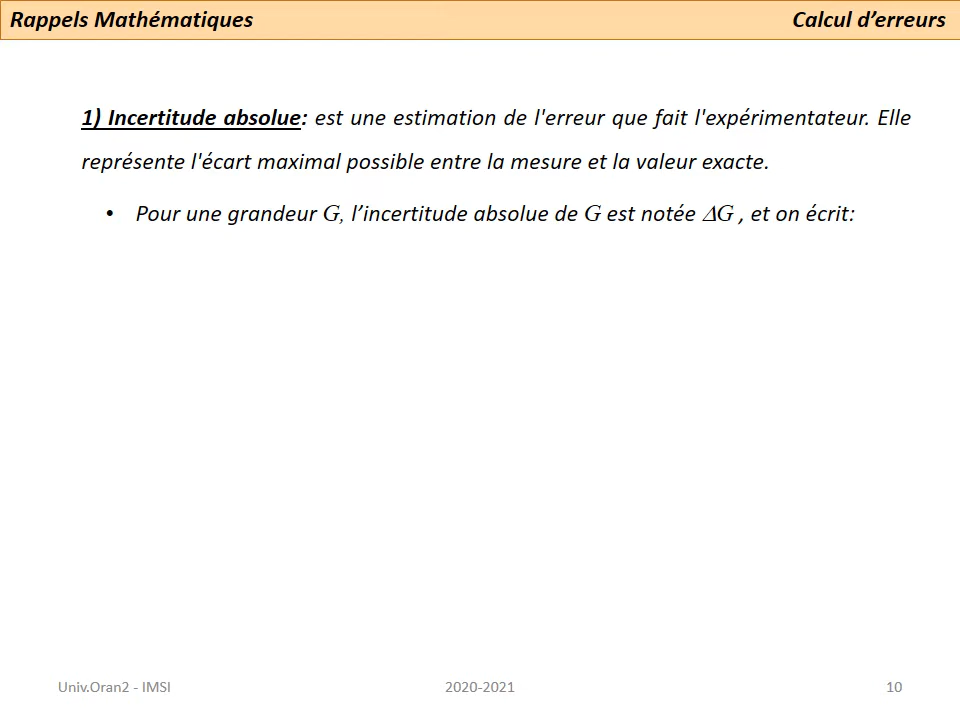 Rappels Mathématiques Calcul d’erreurs
1) Incertitude absolue: est une estimation de l'erreur que fait l'expérimentateur. Elle
représente l'écart maximal possible entre la mesure et la valeur exacte.
• Pour une grandeur G, l’incertitude absolue de G est notée ΔG , et on écrit:
Univ.Oran2 - IMSI 2020-2021 10